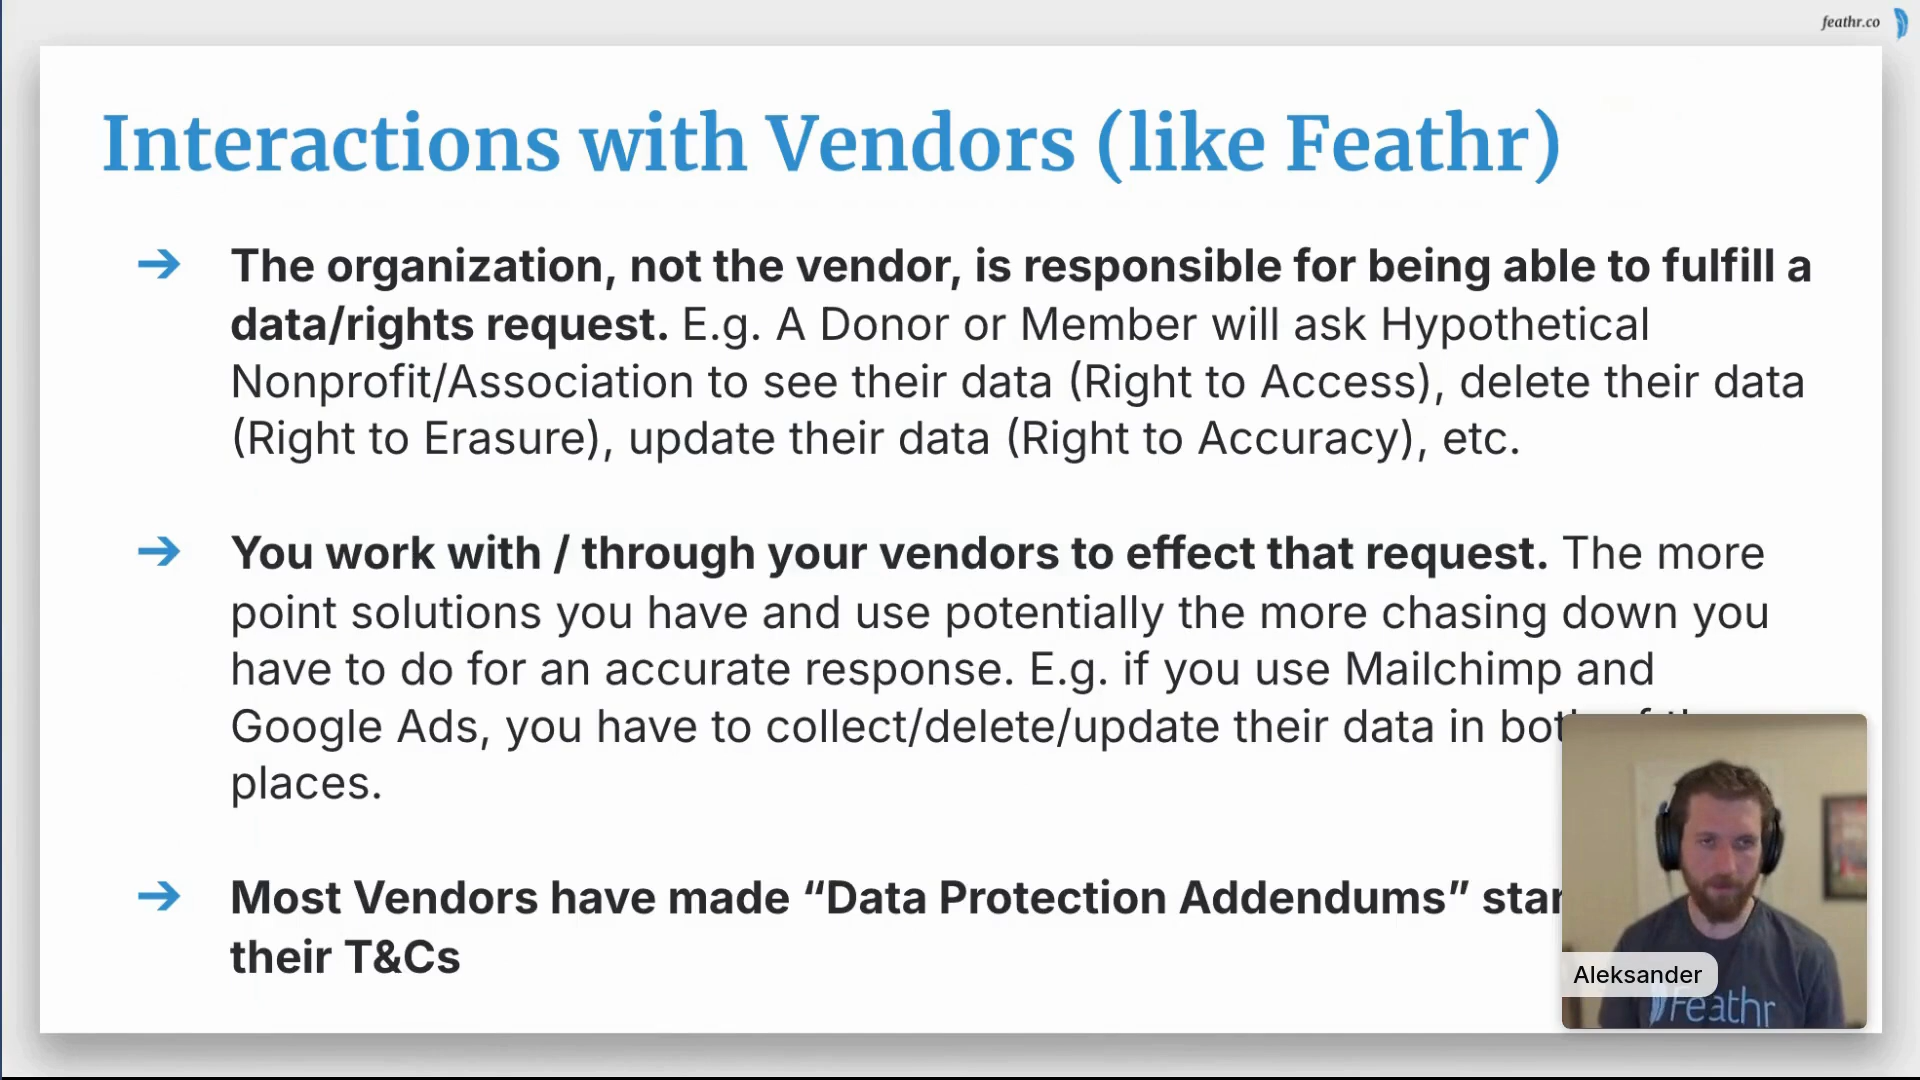 feathr.co
Interactions with Vendors (like Feathr)
The organization, not the vendor, is responsible for being able to fulfill a
data/rights request. E.g. A Donor or Member will ask Hypothetical
Nonprofit/Association to see their data (Right to Access), delete their data
(Right to Erasure), update their data (Right to Accuracy), etc.
You work with / through your vendors to effect that request. The more
point solutions you have and use potentially the more chasing down you
have to do for an accurate response. E.g. if you use Mailchimp and
Google Ads, you have to collect/delete/update their data in
places.
Most Vendors have made “Data Protection Addendums”
their T&Cs
Aleksander
Feathr